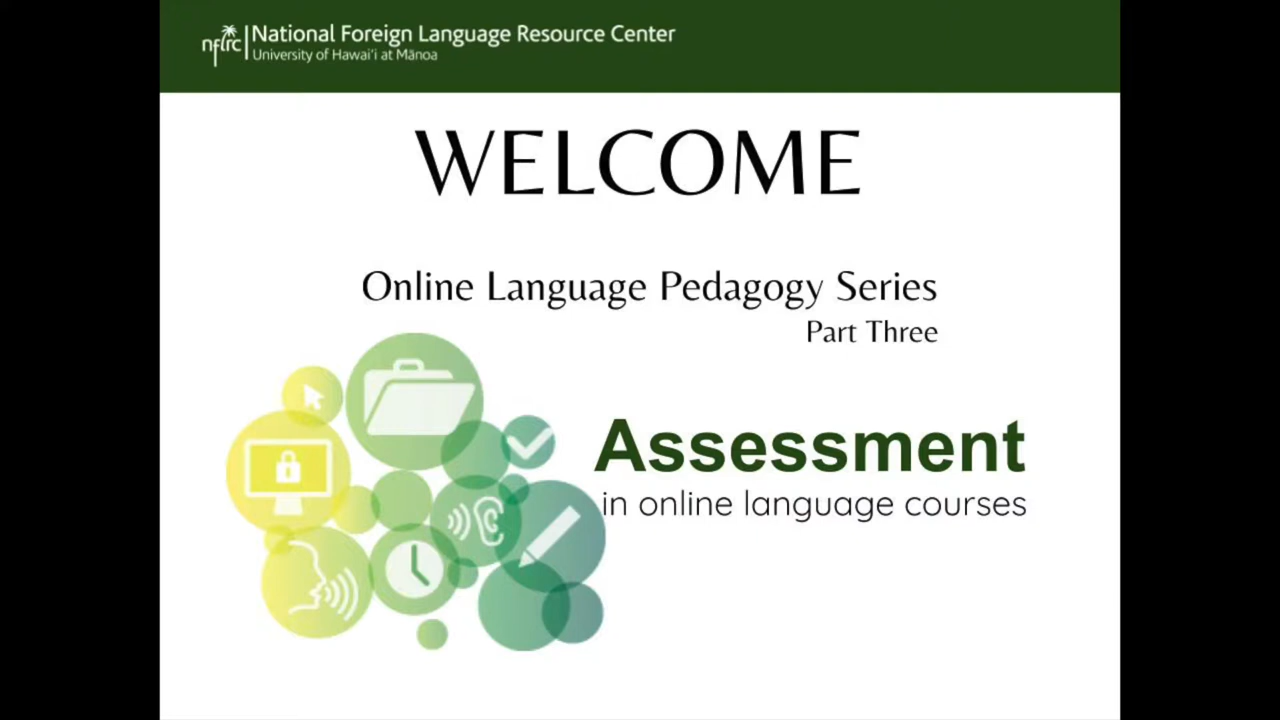 nflrc
National Foreign Language Resource Center
University of Hawaiʻi at Mānoa
WELCOME
Online Language Pedagogy Series
Part Three
Assessment
in online language courses